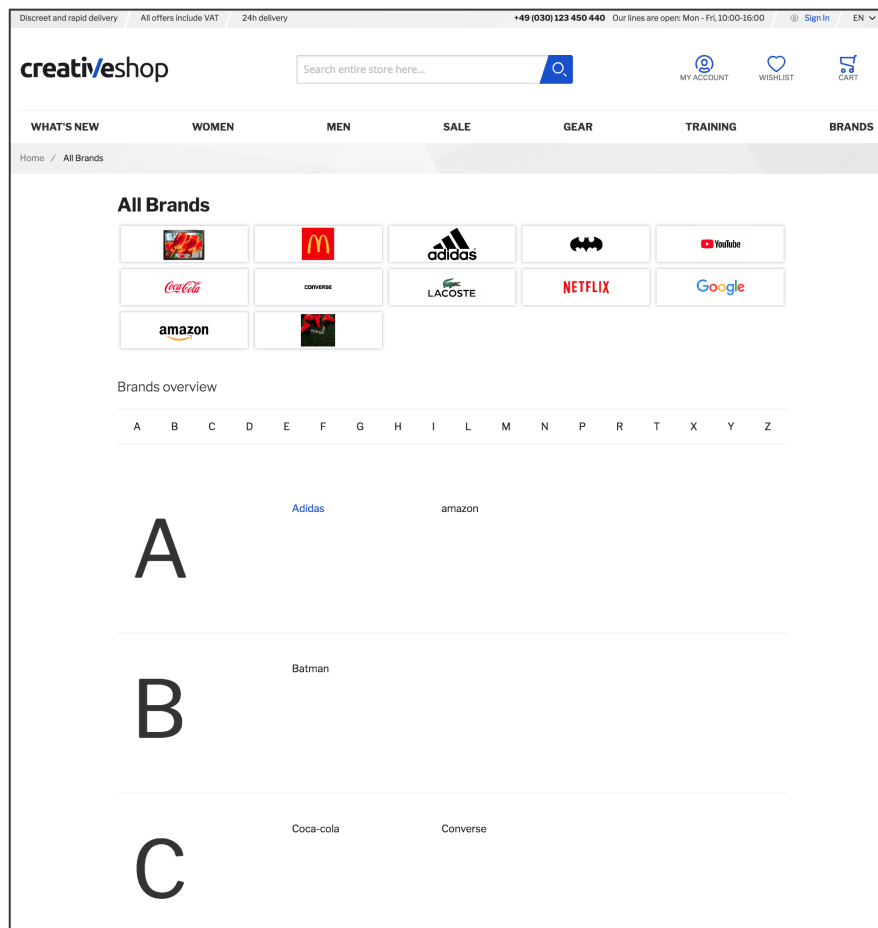 Discreet and rapid delivery All offers include VAT 24h delivery +49 (030) 123 450 440 Our lines are open: Mon - Fri, 10:00-16:00 Sign In EN
creativeshop
Search entire store here...
MY ACCOUNT WISHLIST CART
WHAT'S NEW WOMEN MEN SALE GEAR TRAINING BRANDS
Home / All Brands
All Brands
adidas YouTube
Coca-Cola CONVERSE LACOSTE NETFLIX Google
amazon
Brands overview
A B C D E F G H I L M N P R T X Y Z
A
Adidas amazon
B
Batman
C
Coca-cola Converse